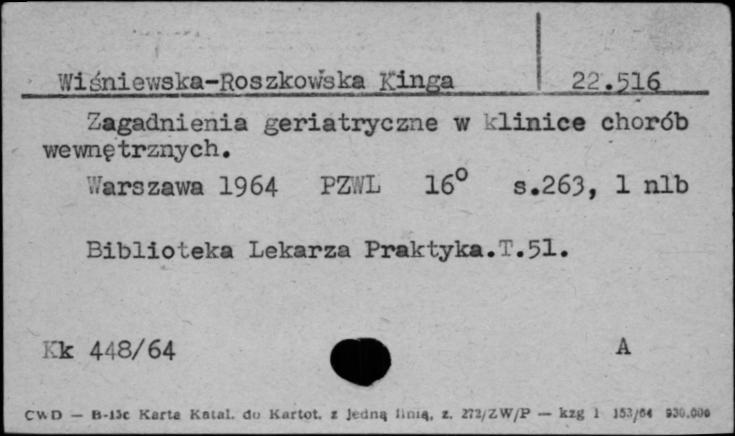 Wiśniewska-Roszkowska Kinga 22.516
Zagadnienia geriatryczne w klinice chorób
wewnętrznych.
Warszawa 1964 PZWL 16° s.263, 1 nlb
Biblioteka Lekarza Praktyka.T.51.
Kk 448/64 A
CWD — B-13c Karta Katal. do Kartot. z jedną linią, z. 272/ZW/P — kzg 1 153/64 930.000